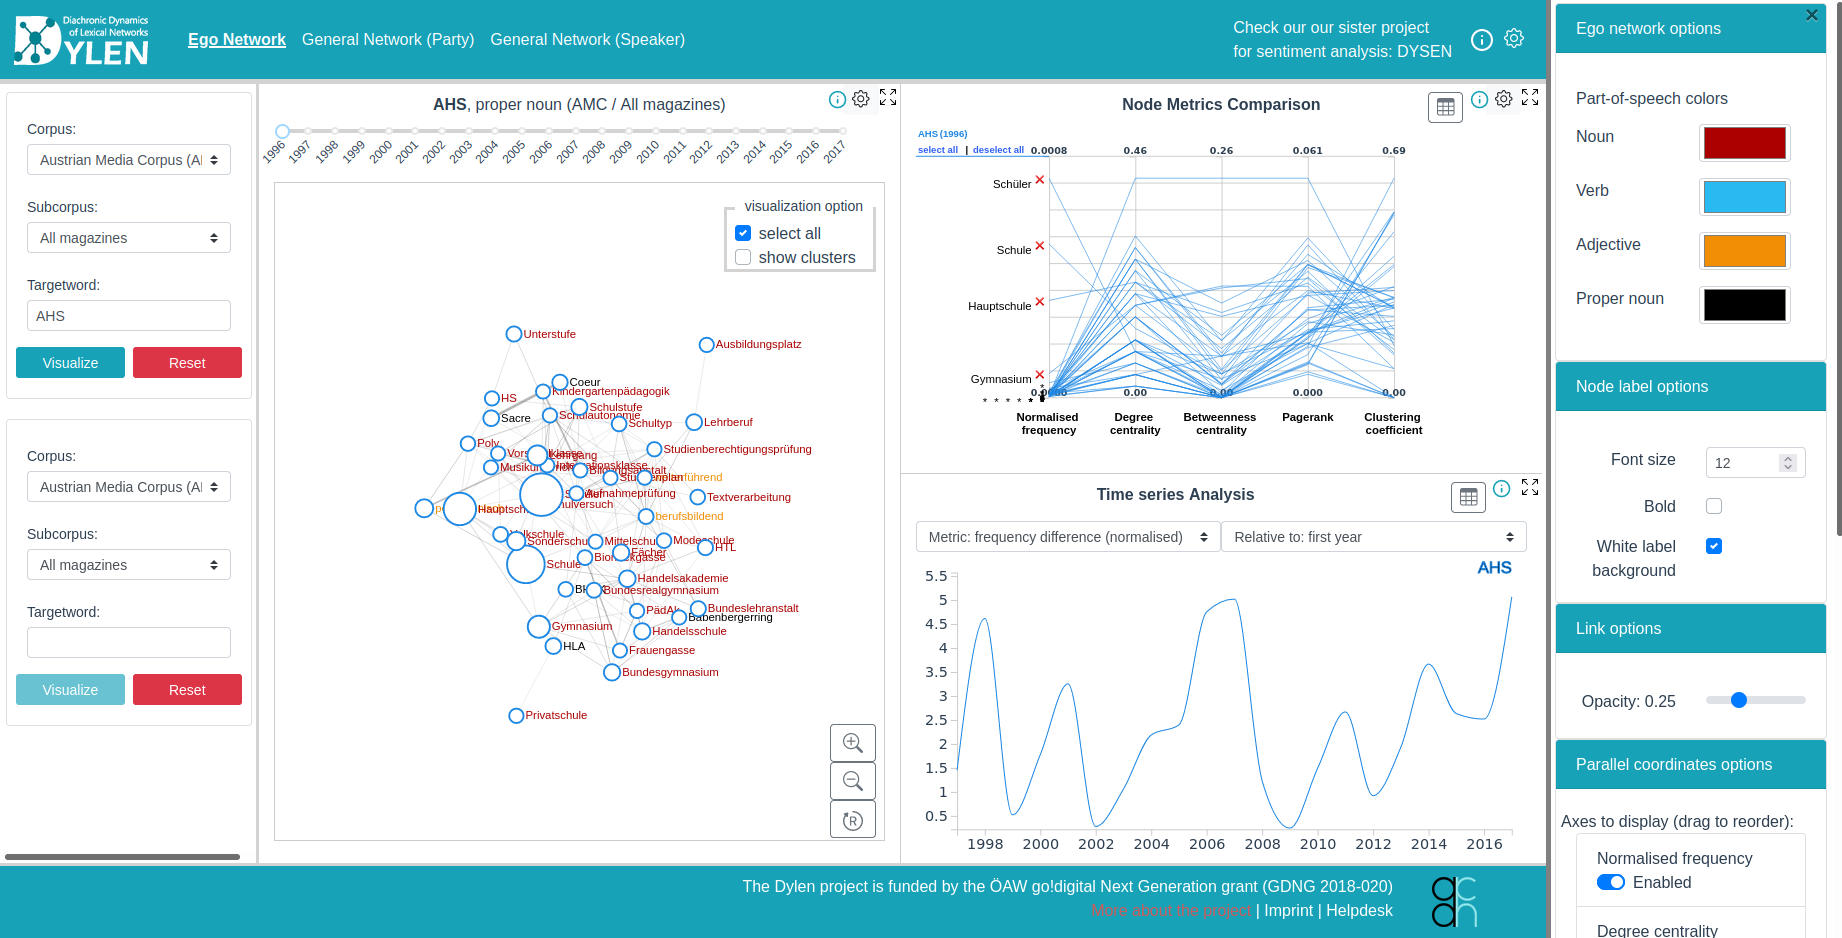 Diachronic Dynamics
of Lexical Networks
DYLEN
Ego Network
General Network (Party)
General Network (Speaker)
Check our our sister project
for sentiment analysis: DYSEN
Corpus:
Austrian Media Corpus (A
Subcorpus:
All magazines
Targetword:
AHS
Visualize
Reset
Corpus:
Austrian Media Corpus (A
Subcorpus:
All magazines
Targetword:
Visualize
Reset
AHS, proper noun (AMC / All magazines)
1996
1997
1998
1999
2000
2001
2002
2003
2004
2005
2006
2007
2008
2009
2010
2011
2012
2013
2014
2015
2016
2017
visualization option
select all
show clusters
Unterstufe
Ausbildungsplatz
Coeur
Kindergartenpädagogik
HS
Schulstufe
Sacre
Schulautonomie
Schultyp
Lehrberuf
Poly
Studienberechtigungsprüfung
Lehrgang
Textverarbeitung
Aufnahmeprüfung
berufsbildend
Sonderschu
Mittelschu
HTL
Fächer
Schule
Handelsakademie
Bundesrealgymnasium
PädAk
Bundeslehranstalt
Babenbergerring
Gymnasium
Handelsschule
HLA
Frauengasse
Bundesgymnasium
Privatschule
R
Node Metrics Comparison
AHS (1996)
select all | deselect all
0.0008
0.46
0.26
0.061
0.69
Schüler
Schule
Hauptschule
Gymnasium
0.0000
0.00
0.00
0.000
0.00
Normalised
frequency
Degree
centrality
Betweenness
centrality
Pagerank
Clustering
coefficient
Time series Analysis
Metric: frequency difference (normalised)
Relative to: first year
AHS
5.5
5
4.5
4
3.5
3
2.5
2
1.5
1
0.5
1998
2000
2002
2004
2006
2008
2010
2012
2014
2016
The Dylen project is funded by the ÖAW go!digital Next Generation grant (GDNG 2018-020)
More about the project | Imprint | Helpdesk
Ego network options
Part-of-speech colors
Noun
Verb
Adjective
Proper noun
Node label options
Font size
12
Bold
White label
background
Link options
Opacity: 0.25
Parallel coordinates options
Axes to display (drag to reorder):
Normalised frequency
Enabled
Degree centrality